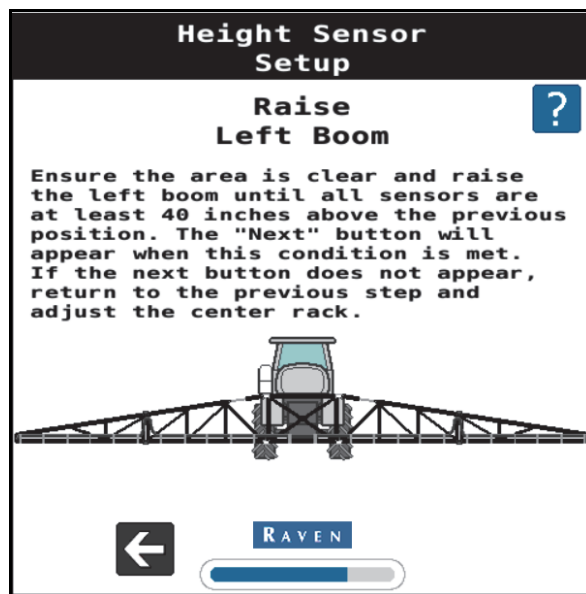 Height Sensor
Setup
Raise
Left Boom
?
Ensure the area is clear and raise
the left boom until all sensors are
at least 40 inches above the previous
position. The "Next" button will
appear when this condition is met.
If the next button does not appear,
return to the previous step and
adjust the center rack.
RAVEN